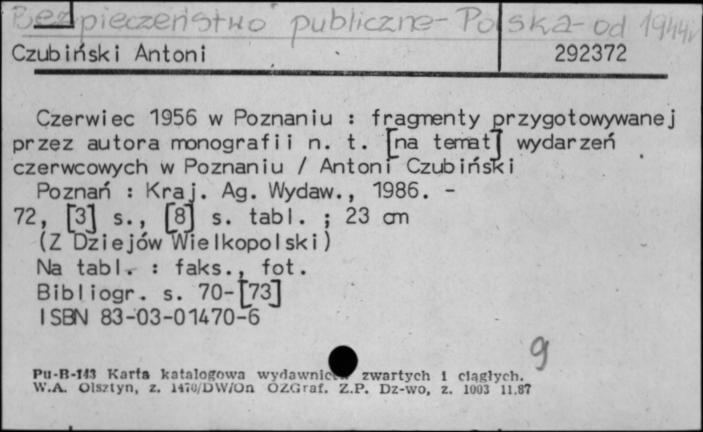 Bezpieczeństwo publiczne - Polska - od 1944r
Czubiński Antoni 292372
Czerwiec 1956 w Poznaniu : fragmenty przygotowywanej
przez autora monografii n. t. [na temat] wydarzeń
czerwcowych w Poznaniu / Antoni Czubiński
Poznań : Kraj. Ag. Wydaw., 1986. -
72, [3] s., [8] s. tabl. ; 23 cm
(Z Dziejów Wielkopolski)
Na tabl. : faks., fot.
Bibliogr. s. 70-[73]
ISBN 83-03-01470-6
9
Pu-B-143 Karta katalogowa zwartych i ciągłych.
W.A. Olsztyn, z. 1470/DW/On OZGraf. Z.P. Dz-wo, z. 1003 11.87